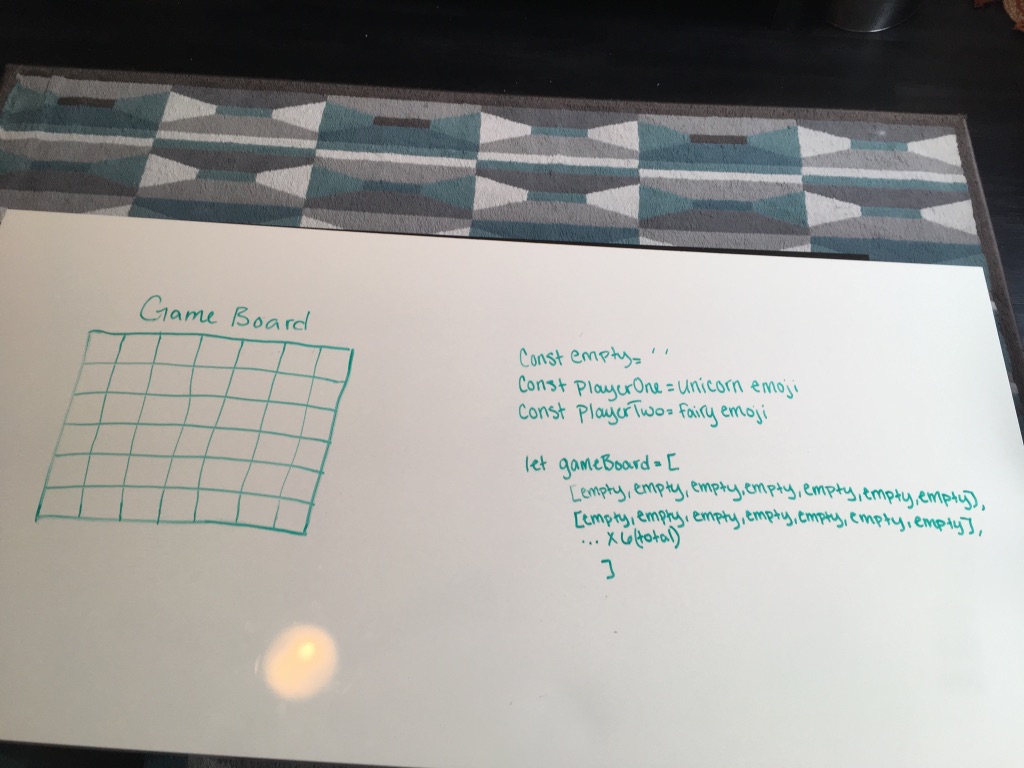 Game Board
Const empty= ' '
Const playerOne = unicorn emoji
Const playerTwo = fairy emoji
let gameBoard = [
[empty, empty, empty, empty, empty, empty, empty],
[empty, empty, empty, empty, empty, empty, empty],
... x6 (total)
]